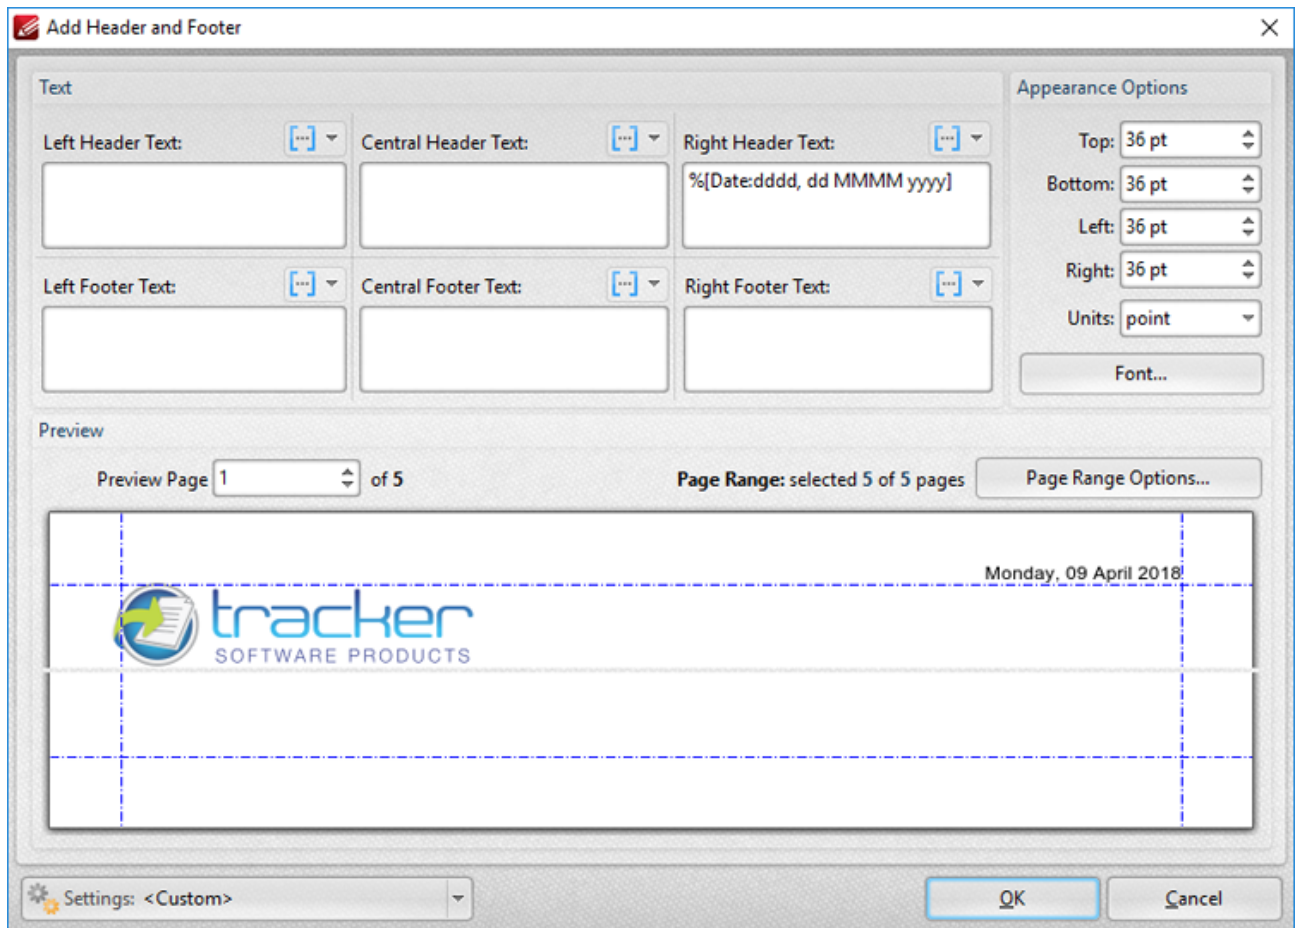 Add Header and Footer
Text
Left Header Text:
Central Header Text:
Right Header Text:
%[Date:dddd, dd MMMM yyyy]
Left Footer Text:
Central Footer Text:
Right Footer Text:
Appearance Options
Top: 36 pt
Bottom: 36 pt
Left: 36 pt
Right: 36 pt
Units: point
Font...
Preview
Preview Page 1 of 5
Page Range: selected 5 of 5 pages
Page Range Options...
Monday, 09 April 2018
tracker
SOFTWARE PRODUCTS
Settings: <Custom>
OK
Cancel